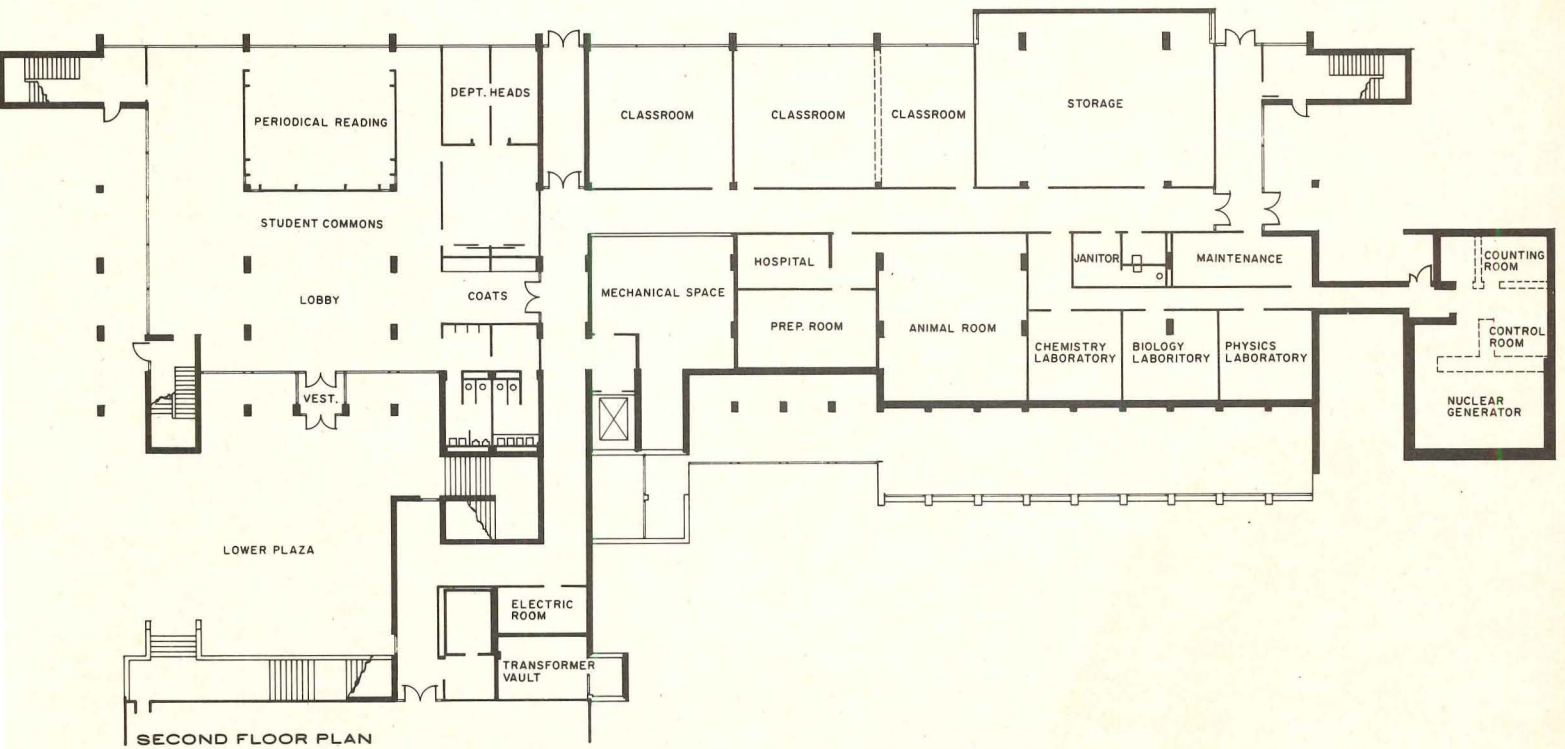 DEPT. HEADS
PERIODICAL READING
CLASSROOM
CLASSROOM
CLASSROOM
STORAGE
STUDENT COMMONS
LOBBY
COATS
MECHANICAL SPACE
HOSPITAL
PREP. ROOM
ANIMAL ROOM
JANITOR
MAINTENANCE
COUNTING
ROOM
CONTROL
ROOM
CHEMISTRY
LABORATORY
BIOLOGY
LABORITORY
PHYSICS
LABORATORY
NUCLEAR
GENERATOR
VEST.
LOWER PLAZA
ELECTRIC
ROOM
TRANSFORMER
VAULT
SECOND FLOOR PLAN